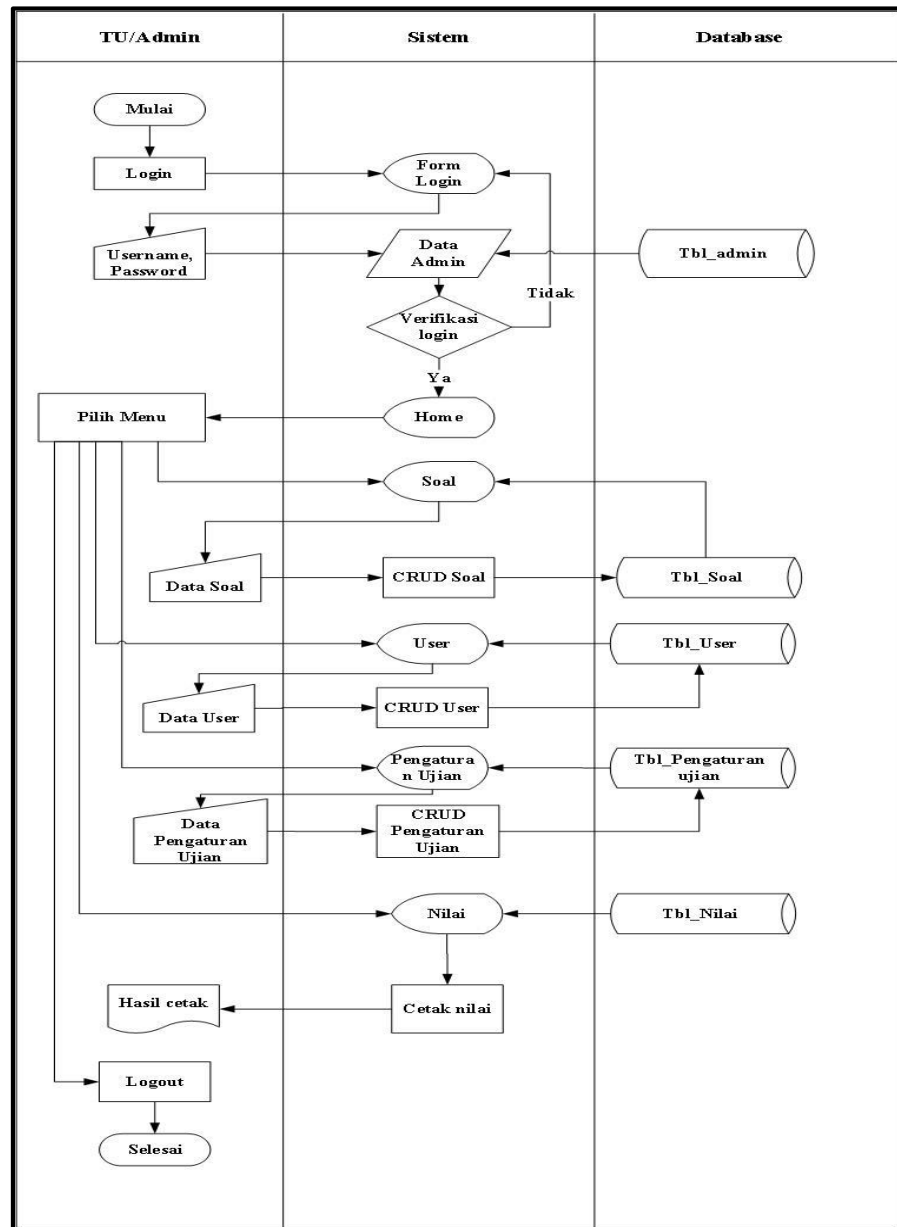 TU/Admin
Sistem
Database
Mulai
Login
Form
Login
Username,
Password
Data
Admin
Tbl_admin
Tidak
Verifikasi
login
Ya
Pilih Menu
Home
Soal
Data Soal
CRUD Soal
Tbl_Soal
User
Tbl_User
Data User
CRUD User
Pengatura
n Ujian
Tbl_Pengaturan
ujian
Data
Pengaturan
Ujian
CRUD
Pengaturan
Ujian
Nilai
Tbl_Nilai
Hasil cetak
Cetak nilai
Logout
Selesai